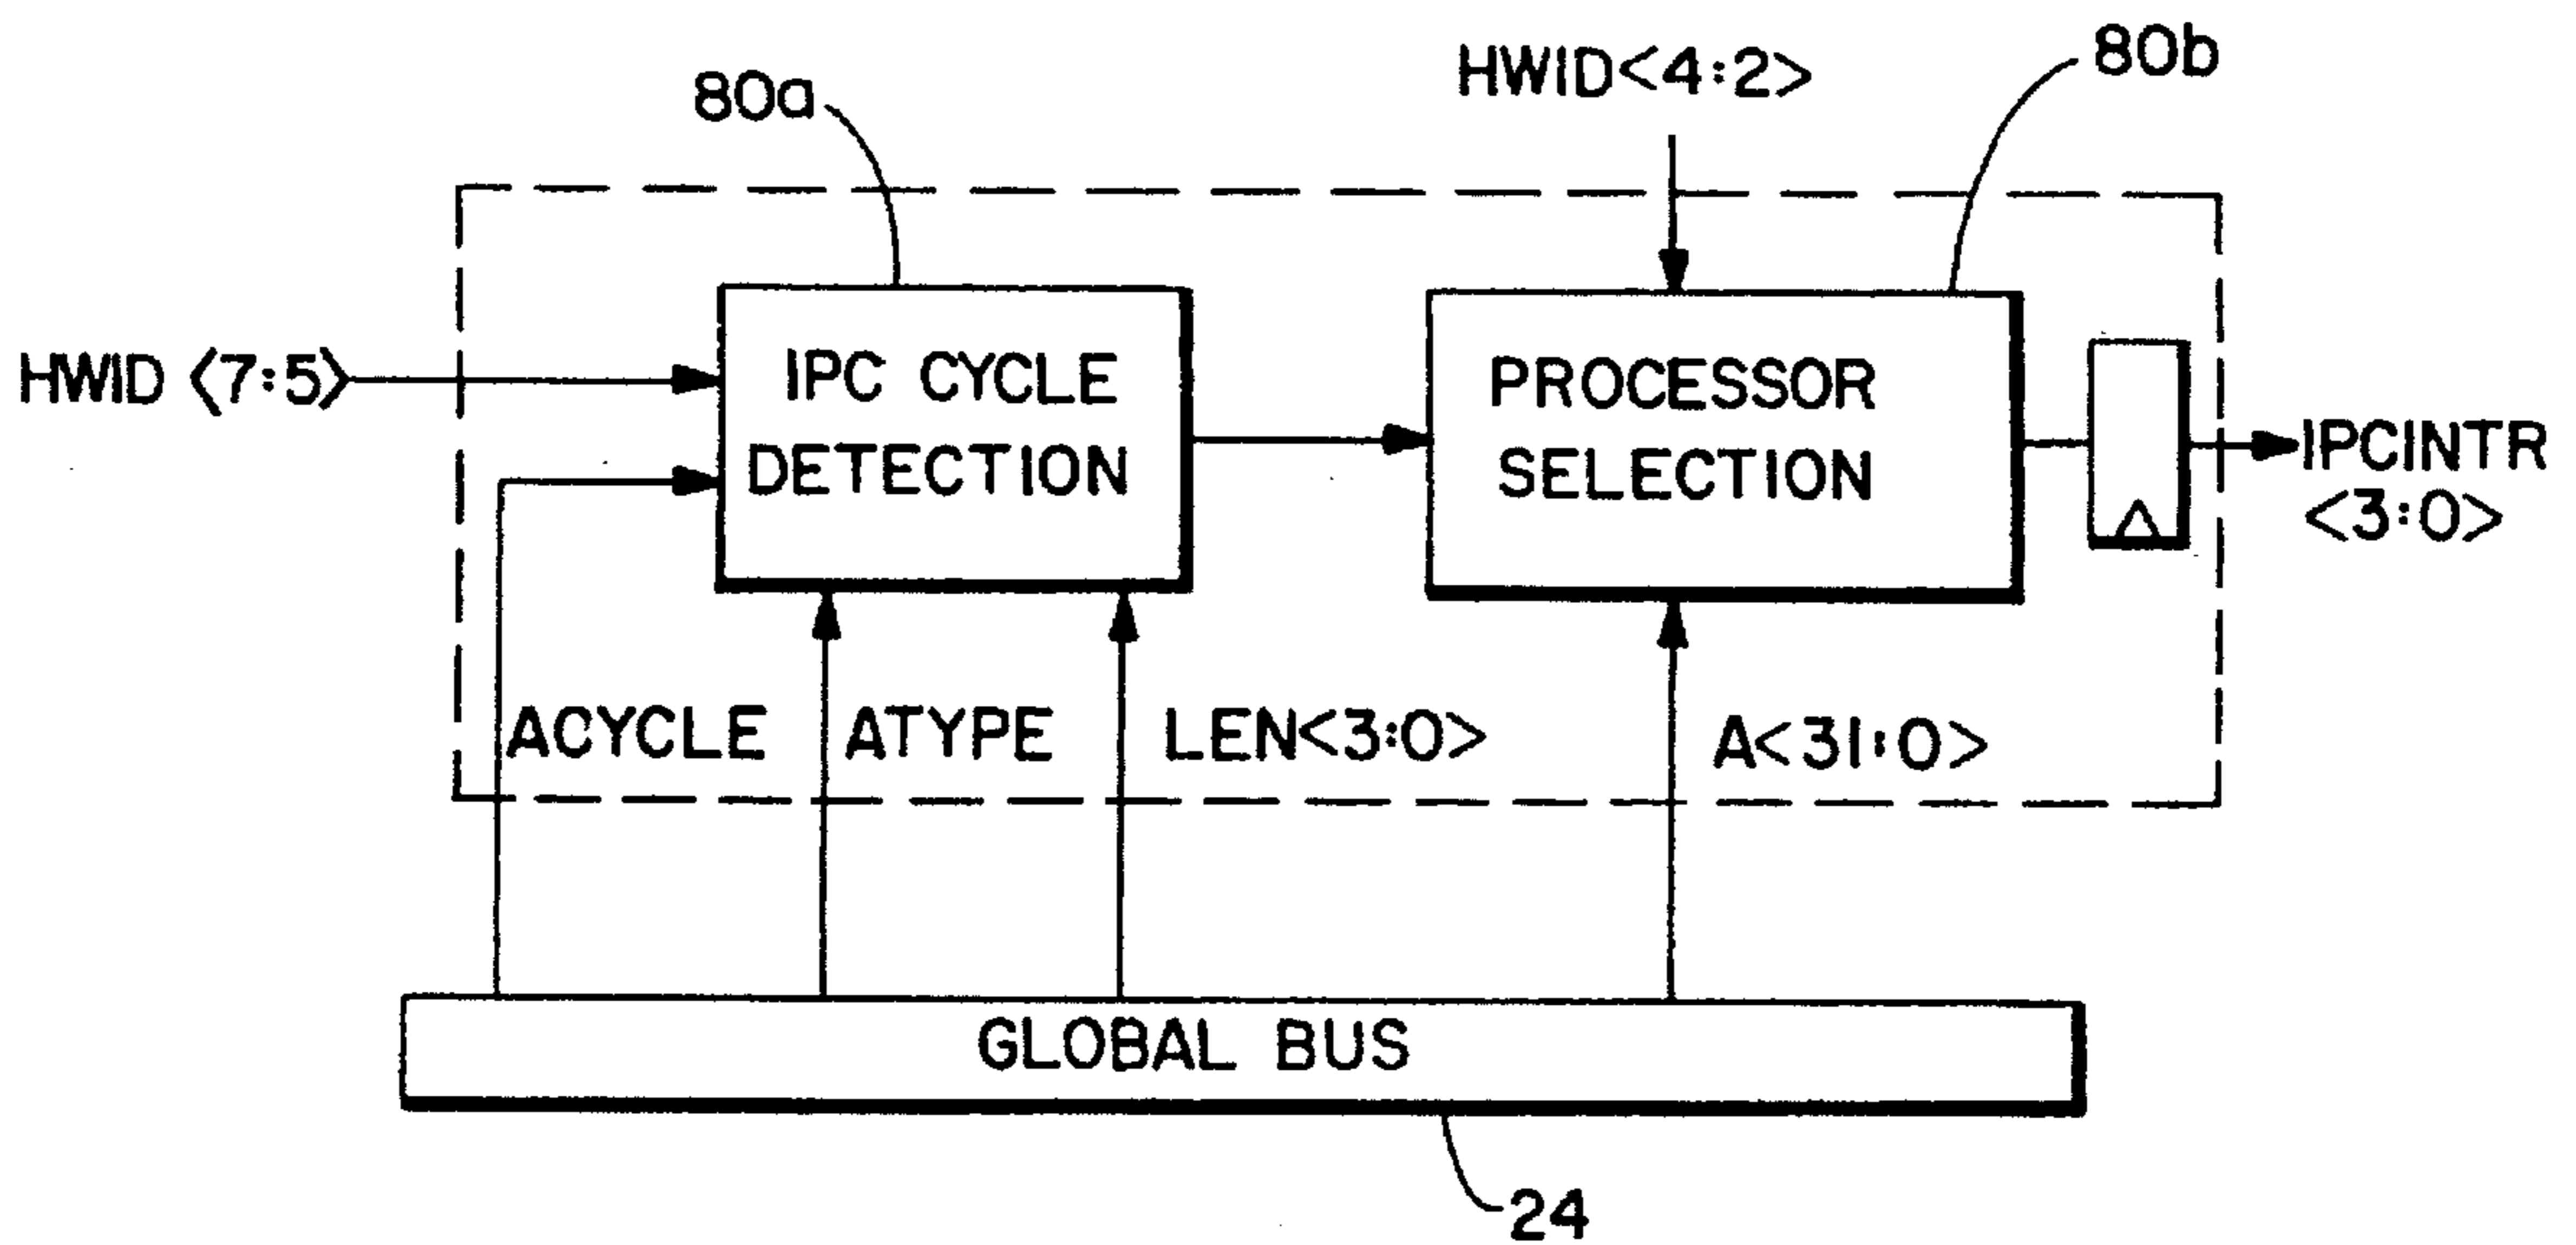 80a
HWID<4:2>
80b
HWID <7:5>
IPC CYCLE
DETECTION
PROCESSOR
SELECTION
IPCINTR
<3:0>
ACYCLE
ATYPE
LEN<3:0>
A<31:0>
GLOBAL BUS
24